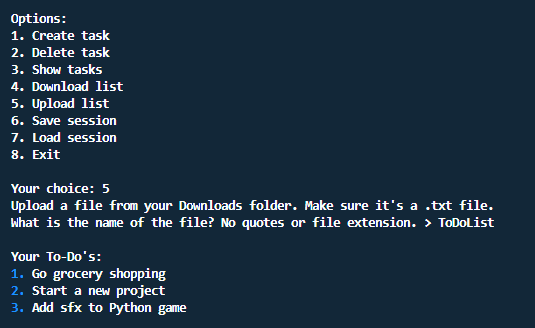 Options:
1. Create task
2. Delete task
3. Show tasks
4. Download list
5. Upload list
6. Save session
7. Load session
8. Exit
Your choice: 5
Upload a file from your Downloads folder. Make sure it's a .txt file.
What is the name of the file? No quotes or file extension. > ToDoList
Your To-Do's:
1. Go grocery shopping
2. Start a new project
3. Add sfx to Python game